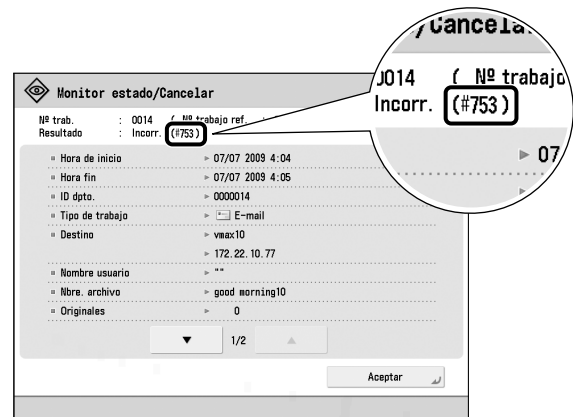 Monitor estado/Cancelar
Nº trab. : 0014 ( Nº trabajo ref. :
Resultado : Incorr. (#753)
Hora de inicio 07/07 2009 4:04
Hora fin 07/07 2009 4:05
ID dpto. 0000014
Tipo de trabajo E-mail
Destino vmax10
172.22.10.77
Nombre usuario ""
Nbre. archivo good morning10
Originales 0
1/2
Aceptar
/Cancela
0014 ( Nº trabajo
Incorr. (#753)
07